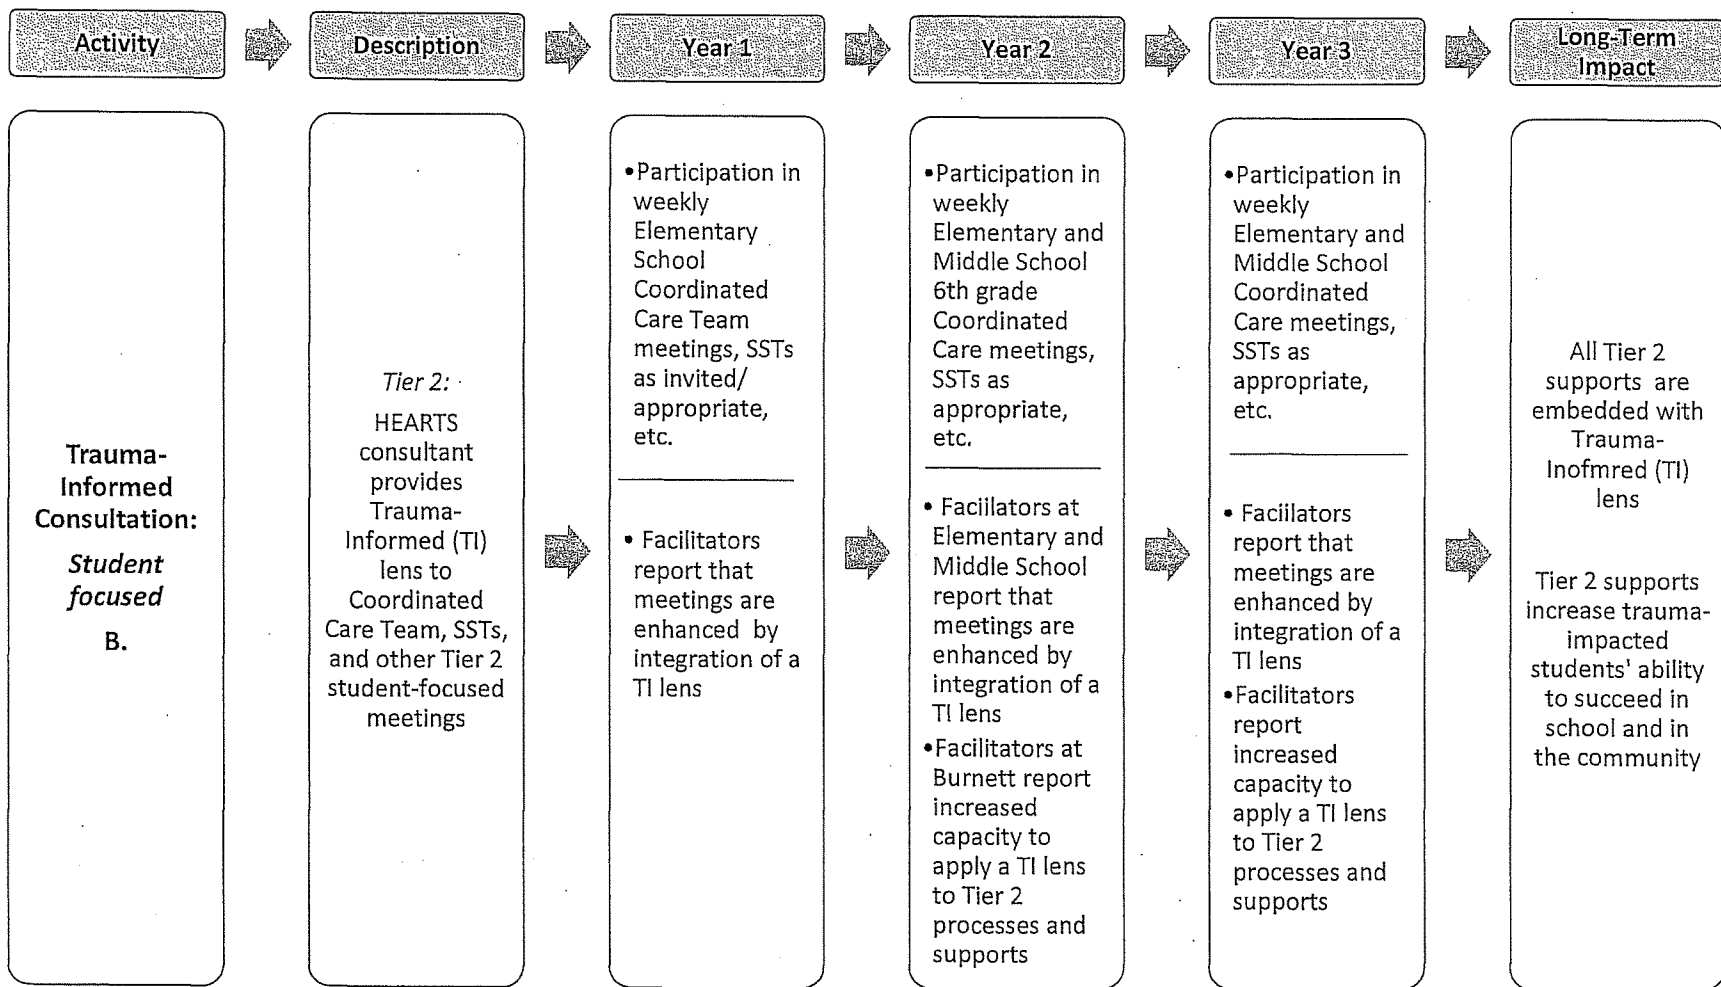 Activity
Description
Year 1
Year 2
Year 3
Long-Term
Impact
Trauma-
Informed
Consultation:
Student
focused
B.
Tier 2:
HEARTS
consultant
provides
Trauma-
Informed (TI)
lens to
Coordinated
Care Team, SSTs,
and other Tier 2
student-focused
meetings
•Participation in
weekly
Elementary
School
Coordinated
Care Team
meetings, SSTs
as invited/
appropriate,
etc.
• Facilitators
report that
meetings are
enhanced by
integration of a
TI lens
•Participation in
weekly
Elementary and
Middle School
6th grade
Coordinated
Care meetings,
SSTs as
appropriate,
etc.
• Faciilators at
Elementary and
Middle School
report that
meetings are
enhanced by
integration of a
TI lens
•Facilitators at
Burnett report
increased
capacity to
apply a TI lens
to Tier 2
processes and
supports
•Participation in
weekly
Elementary and
Middle School
Coordinated
Care meetings,
SSTs as
appropriate,
etc.
• Faciilators
report that
meetings are
enhanced by
integration of a
TI lens
•Facilitators
report
increased
capacity to
apply a TI lens
to Tier 2
processes and
supports
All Tier 2
supports are
embedded with
Trauma-
Inofmred (TI)
lens
Tier 2 supports
increase trauma-
impacted
students' ability
to succeed in
school and in
the community